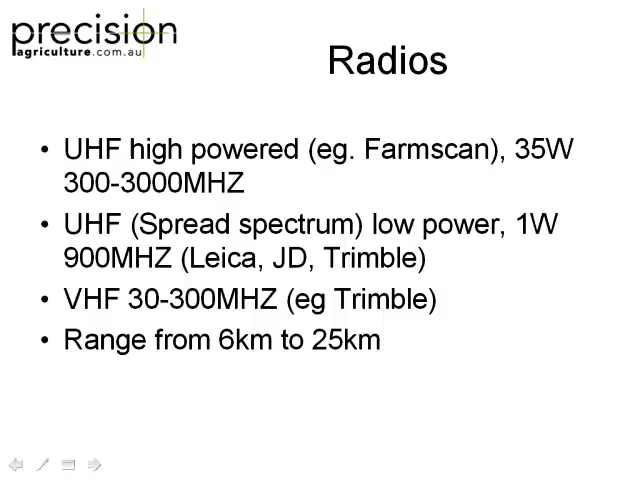 precision
agriculture.com.au
Radios
• UHF high powered (eg. Farmscan), 35W
300-3000MHZ
• UHF (Spread spectrum) low power, 1W
900MHZ (Leica, JD, Trimble)
• VHF 30-300MHZ (eg Trimble)
• Range from 6km to 25km